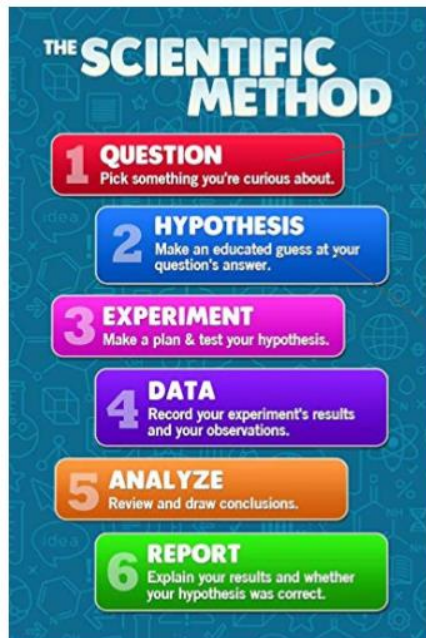 THE SCIENTIFIC
METHOD
1 QUESTION
Pick something you're curious about.
2 HYPOTHESIS
Make an educated guess at your
question's answer.
3 EXPERIMENT
Make a plan & test your hypothesis.
4 DATA
Record your experiment's results
and your observations.
5 ANALYZE
Review and draw conclusions.
6 REPORT
Explain your results and whether
your hypothesis was correct.
idea
idea